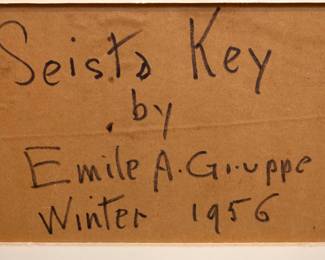 Seista Key
by
Emile A. Gruppe
Winter 1956